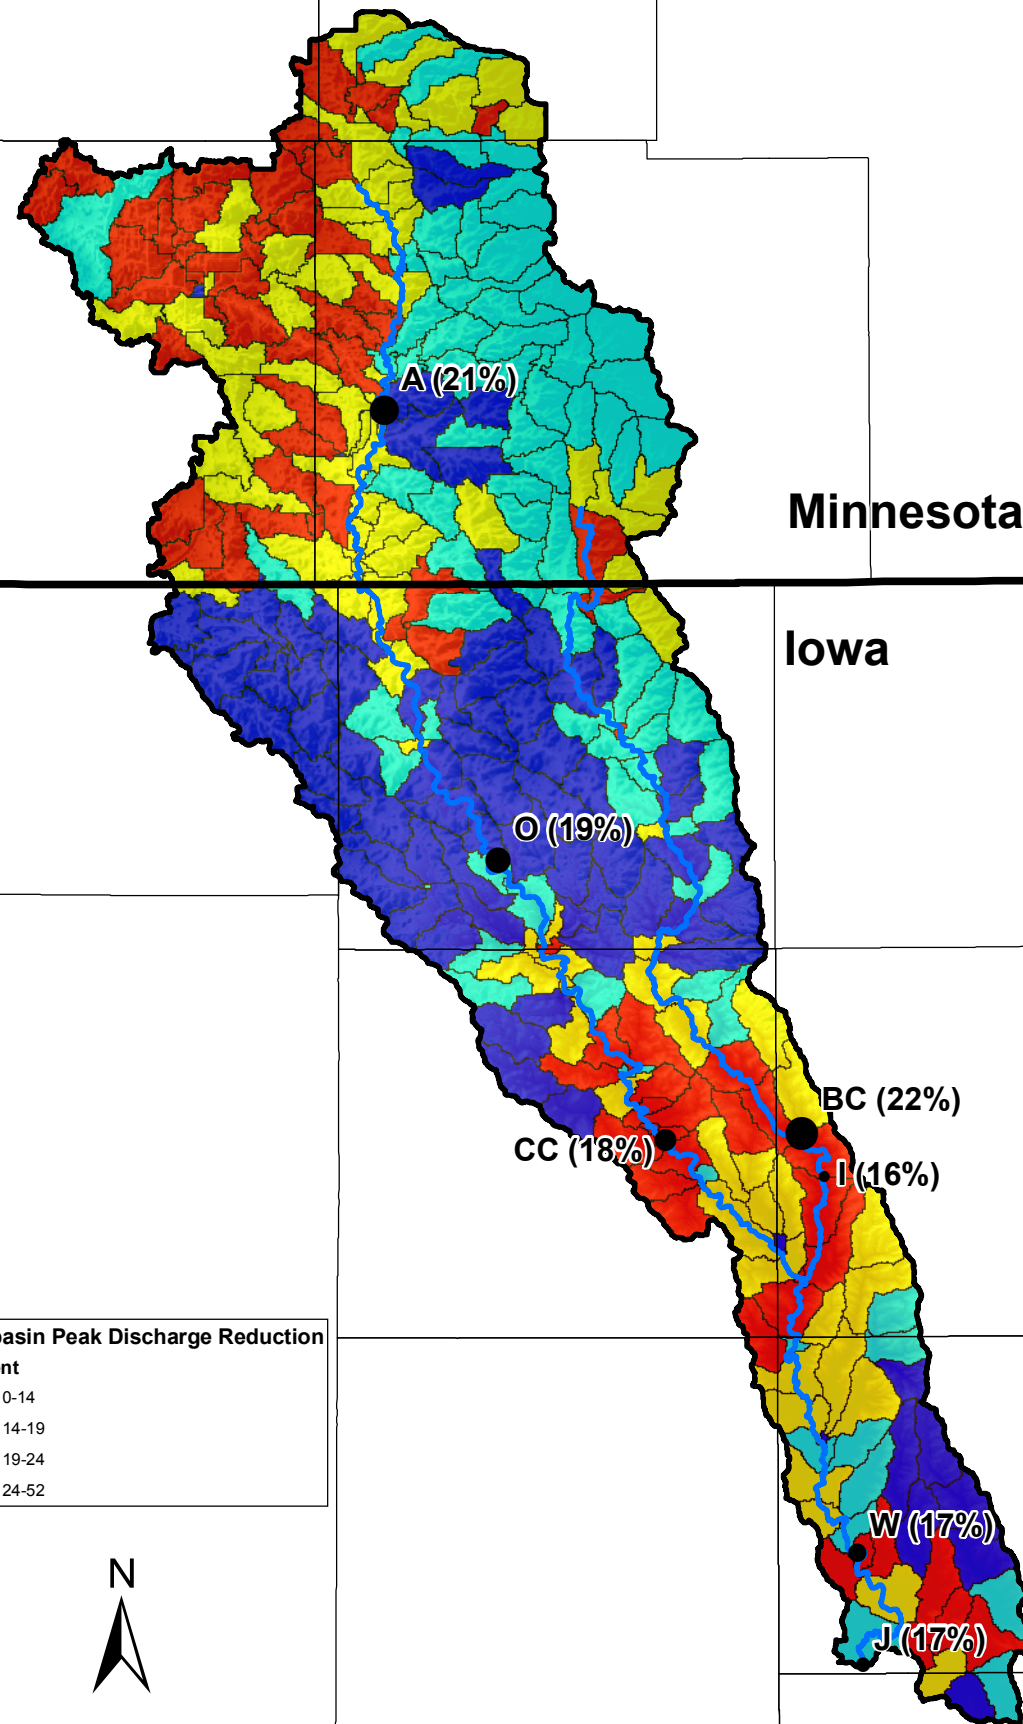 A (21%)
Minnesota
Iowa
O (19%)
BC (22%)
CC (18%)
I (16%)
basin Peak Discharge Reduction
nt
0-14
14-19
19-24
24-52
W (17%)
N
J (17%)